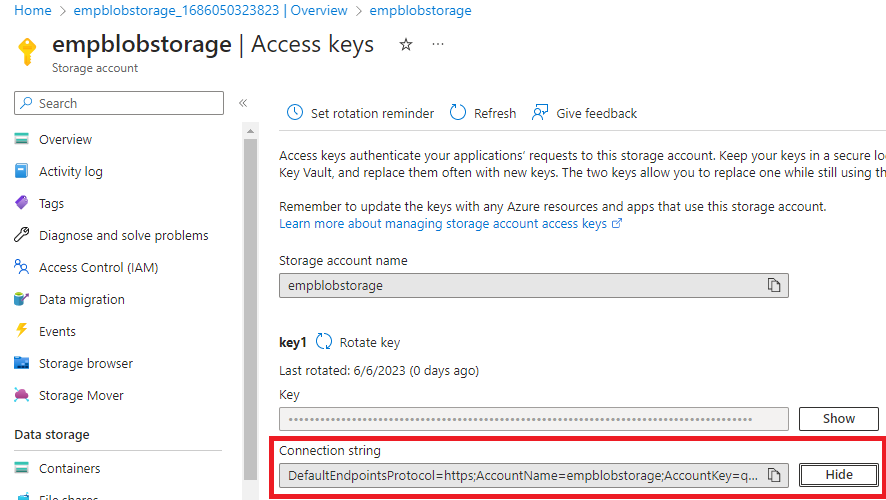 Home > empblobstorage_1686050323823 | Overview > empblobstorage
empblobstorage | Access keys
Storage account
Search
Set rotation reminder Refresh Give feedback
Overview
Activity log
Tags
Diagnose and solve problems
Access Control (IAM)
Data migration
Events
Storage browser
Storage Mover
Data storage
Containers
File shares
Access keys authenticate your applications' requests to this storage account. Keep your keys in a secure lo
Key Vault, and replace them often with new keys. The two keys allow you to replace one while still using th
Remember to update the keys with any Azure resources and apps that use this storage account.
Learn more about managing storage account access keys
Storage account name
empblobstorage
key1 Rotate key
Last rotated: 6/6/2023 (0 days ago)
Key
Show
Connection string
DefaultEndpointsProtocol=https;AccountName=empblobstorage;AccountKey=q...
Hide